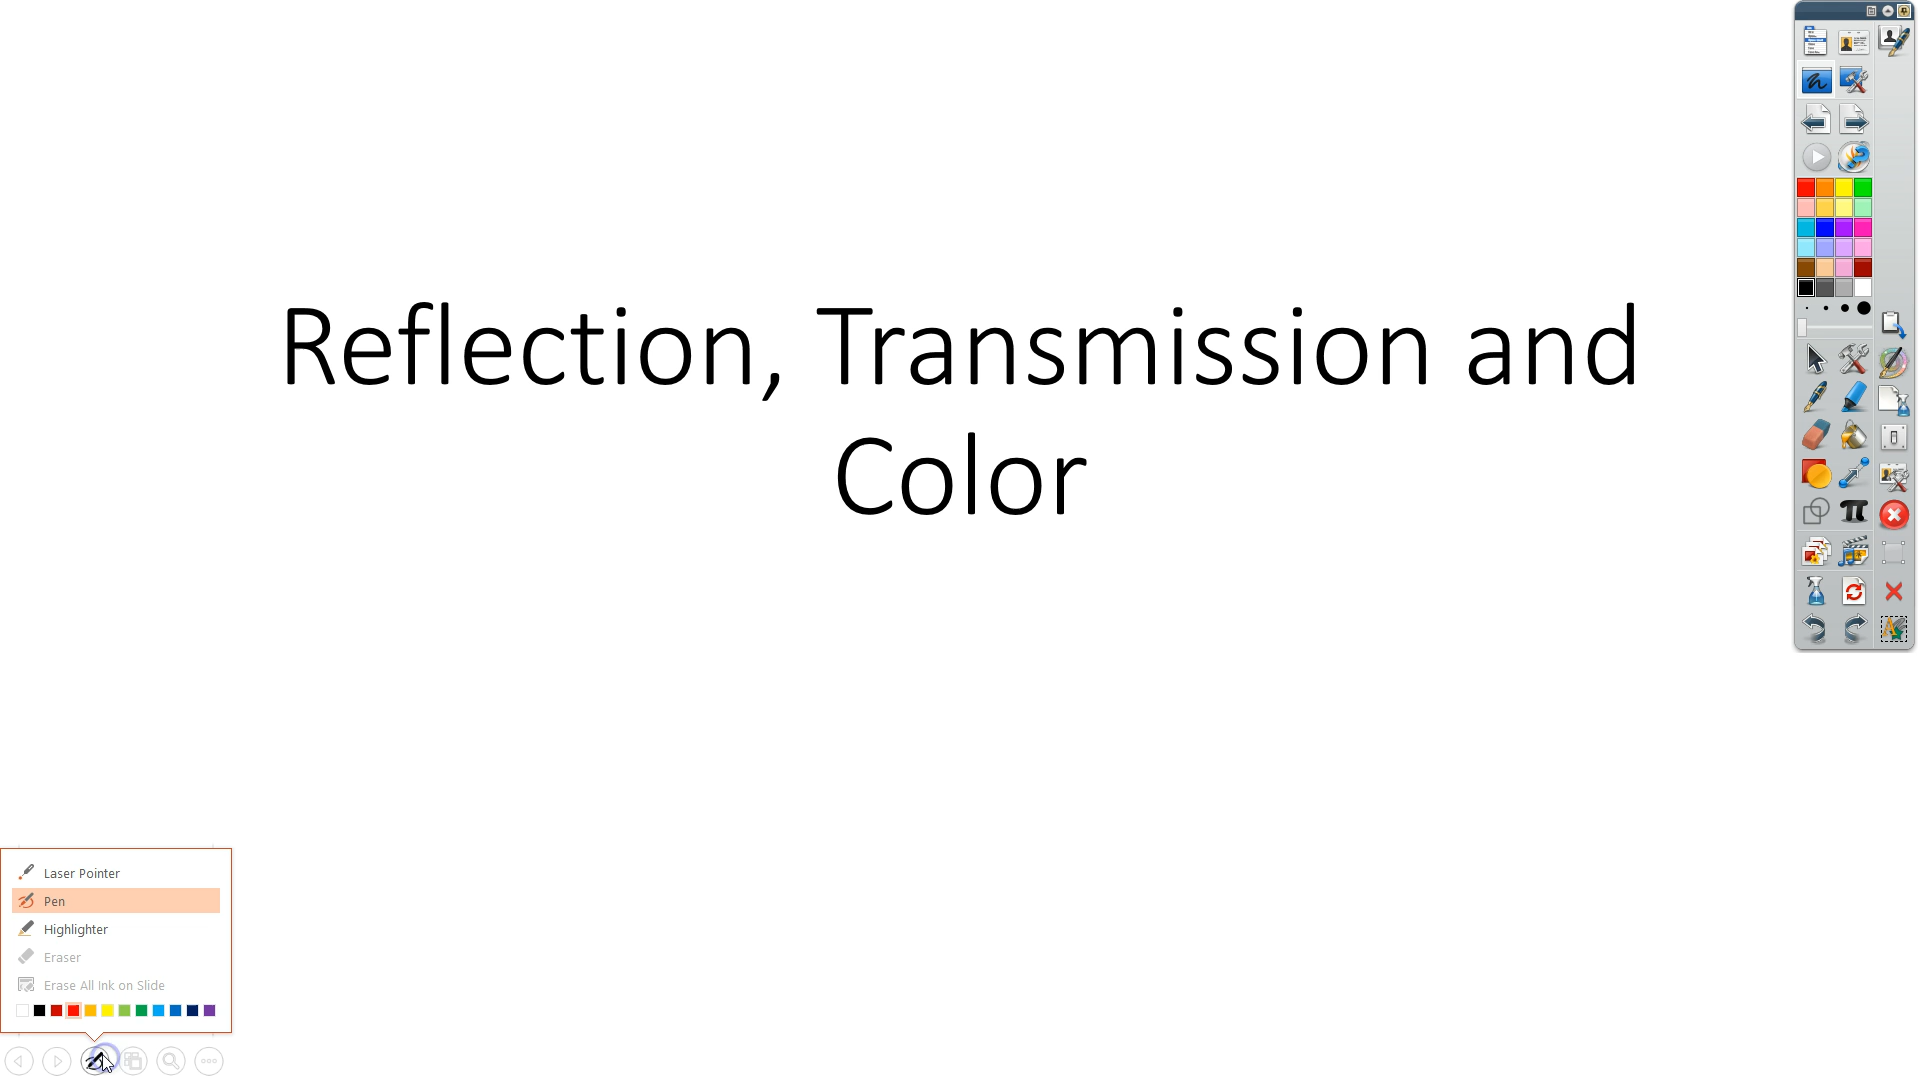 Reflection, Transmission and
Color
Laser Pointer
Pen
Highlighter
Eraser
Erase All Ink on Slide